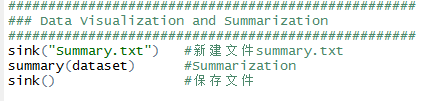 ##################################################
### Data Visualization and Summarization
##################################################
sink("Summary.txt")   #新建文件summary.txt
summary(dataset)      #Summarization
sink()                #保存文件